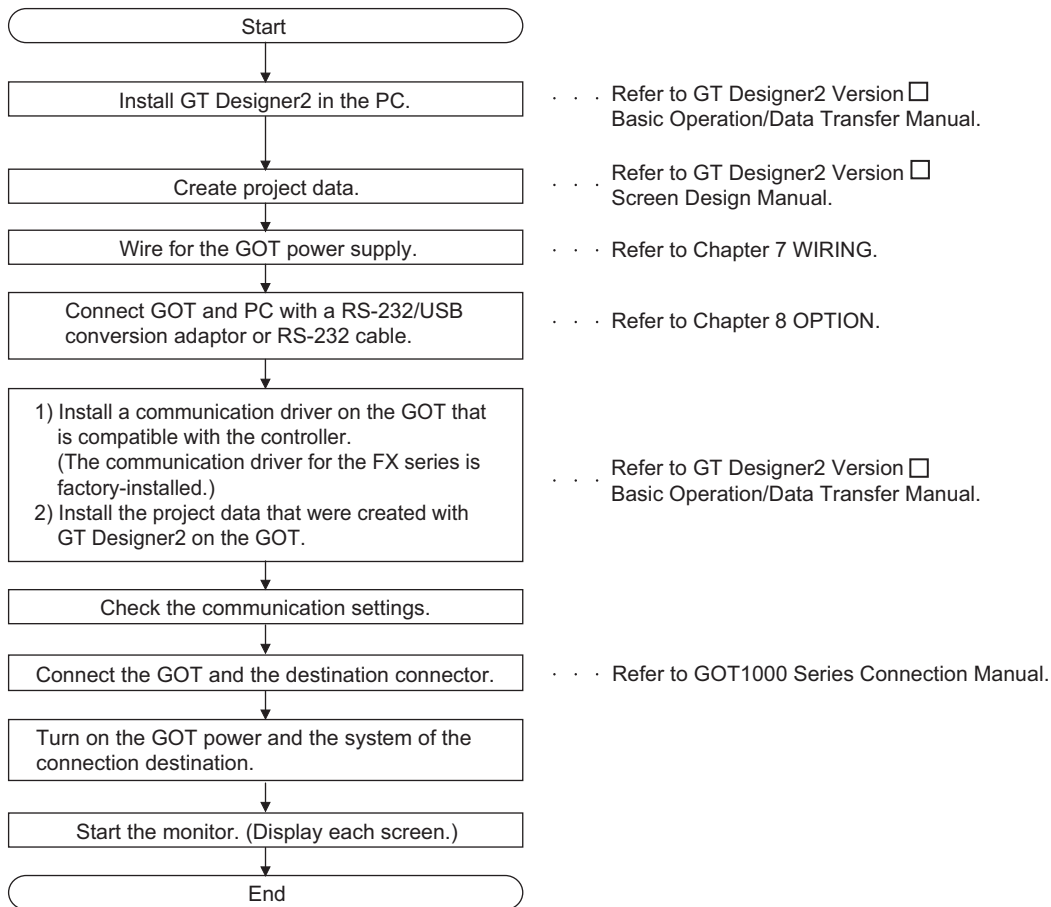 Start
Install GT Designer2 in the PC.
· · · Refer to GT Designer2 Version □
Basic Operation/Data Transfer Manual.
Create project data.
· · · Refer to GT Designer2 Version □
Screen Design Manual.
Wire for the GOT power supply.
· · · Refer to Chapter 7 WIRING.
Connect GOT and PC with a RS-232/USB
conversion adaptor or RS-232 cable.
· · · Refer to Chapter 8 OPTION.
1) Install a communication driver on the GOT that
is compatible with the controller.
(The communication driver for the FX series is
factory-installed.)
2) Install the project data that were created with
GT Designer2 on the GOT.
· · · Refer to GT Designer2 Version □
Basic Operation/Data Transfer Manual.
Check the communication settings.
Connect the GOT and the destination connector.
· · · Refer to GOT1000 Series Connection Manual.
Turn on the GOT power and the system of the
connection destination.
Start the monitor. (Display each screen.)
End